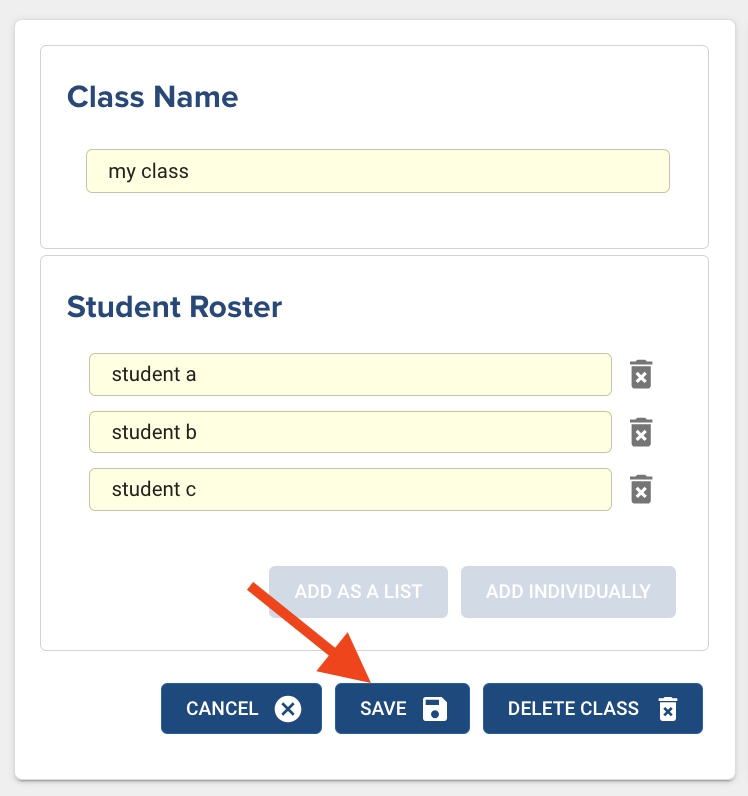 Class Name
my class
Student Roster
student a
student b
student c
ADD AS A LIST ADD INDIVIDUALLY
CANCEL SAVE DELETE CLASS